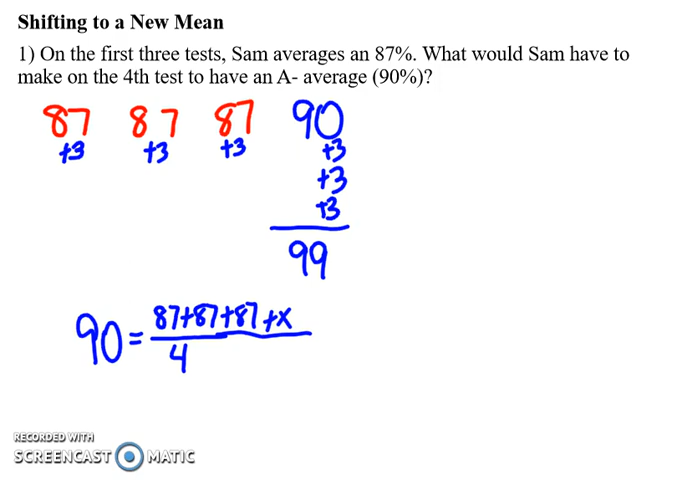 Shifting to a New Mean
1) On the first three tests, Sam averages an 87%. What would Sam have to
make on the 4th test to have an A- average (90%)?
87 87 87 90
+3 +3 +3 +3
+3
+3
99
90 = 87+87+87+x
4
RECORDED WITH
SCREENCAST MATIC